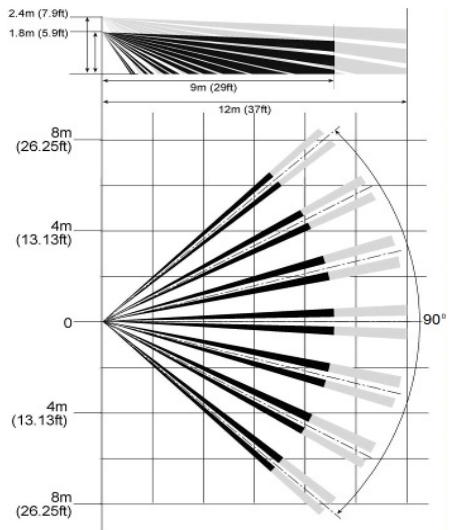 2.4m (7.9ft)
1.8m (5.9ft)
9m (29ft)
12m (37ft)
8m
(26.25ft)
4m
(13.13ft)
0
90°
4m
(13.13ft)
8m
(26.25ft)